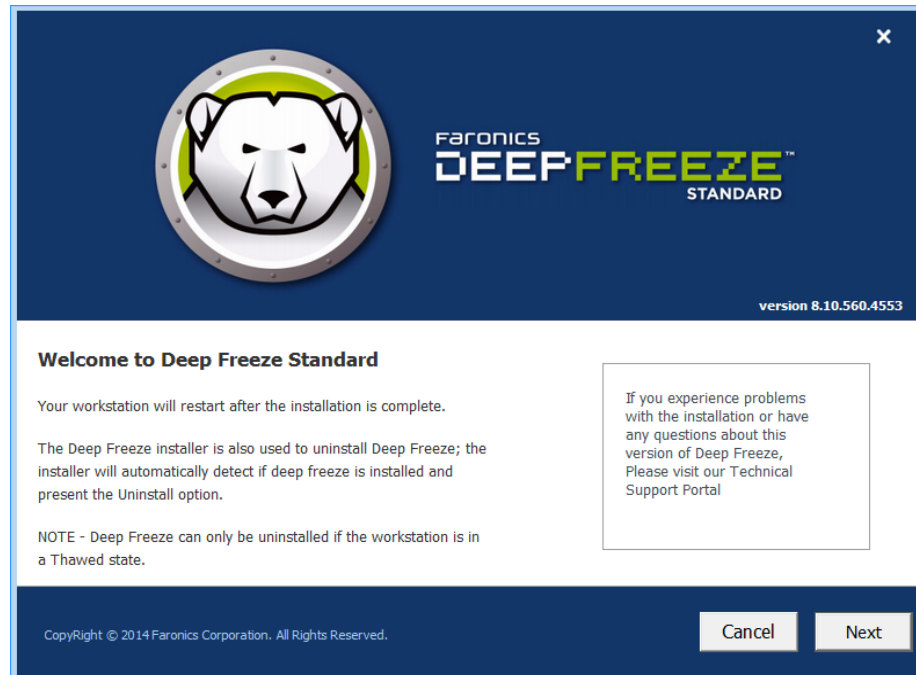 Faronics
DEEPFREEZE™
STANDARD
version 8.10.560.4553
Welcome to Deep Freeze Standard
Your workstation will restart after the installation is complete.
The Deep Freeze installer is also used to uninstall Deep Freeze; the
installer will automatically detect if deep freeze is installed and
present the Uninstall option.
NOTE - Deep Freeze can only be uninstalled if the workstation is in
a Thawed state.
If you experience problems
with the installation or have
any questions about this
version of Deep Freeze,
Please visit our Technical
Support Portal
CopyRight © 2014 Faronics Corporation. All Rights Reserved.
Cancel
Next